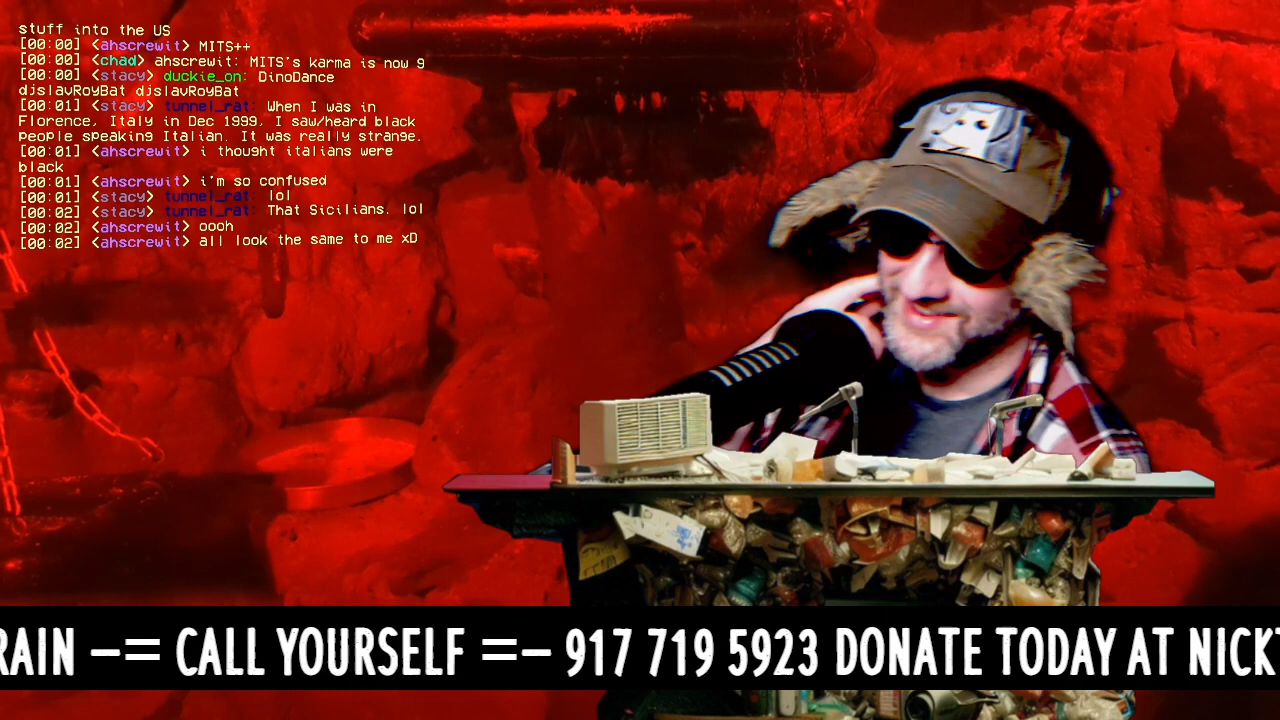 stuff into the US
[00:00] <ahscrewit> MITS++
[00:00] <chad> ahscrewit: MITS's karma is now 9
[00:00] <stacy> duckie_on: DinoDance
djslavRoyBat djslavRoyBat
[00:01] <stacy> tunnel_rat: When I was in
Florence, Italy in Dec 1999, I saw/heard black
people speaking Italian. It was really strange.
[00:01] <ahscrewit> i thought italians were
black
[00:01] <ahscrewit> i'm so confused
[00:01] <stacy> tunnel_rat: lol
[00:02] <stacy> tunnel_rat: That Sicilians. lol
[00:02] <ahscrewit> oooh
[00:02] <ahscrewit> all look the same to me xD
RAIN -= CALL YOURSELF =- 917 719 5923 DONATE TODAY AT NICK